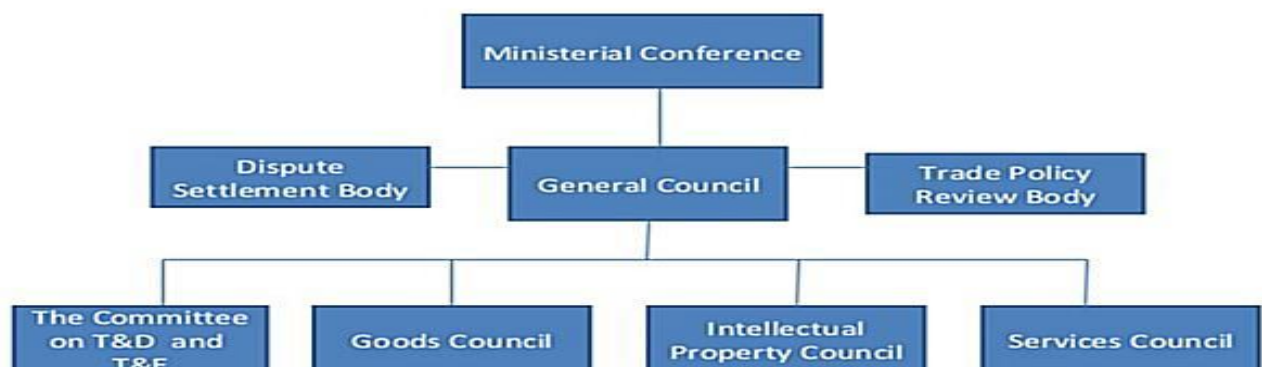 Ministerial Conference
Dispute
Settlement Body
General Council
Trade Policy
Review Body
The Committee
on T&D and
T&E
Goods Council
Intellectual
Property Council
Services Council